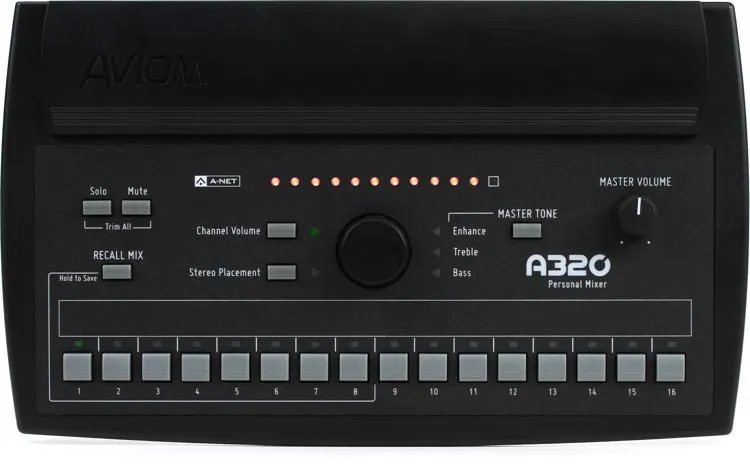 AVIOM
A-NET
MASTER VOLUME
Solo Mute
Trim All
Channel Volume
MASTER TONE
Enhance
RECALL MIX
Treble
Hold to Save
Stereo Placement
Bass
A320
Personal Mixer
1 2 3 4 5 6 7 8 9 10 11 12 13 14 15 16